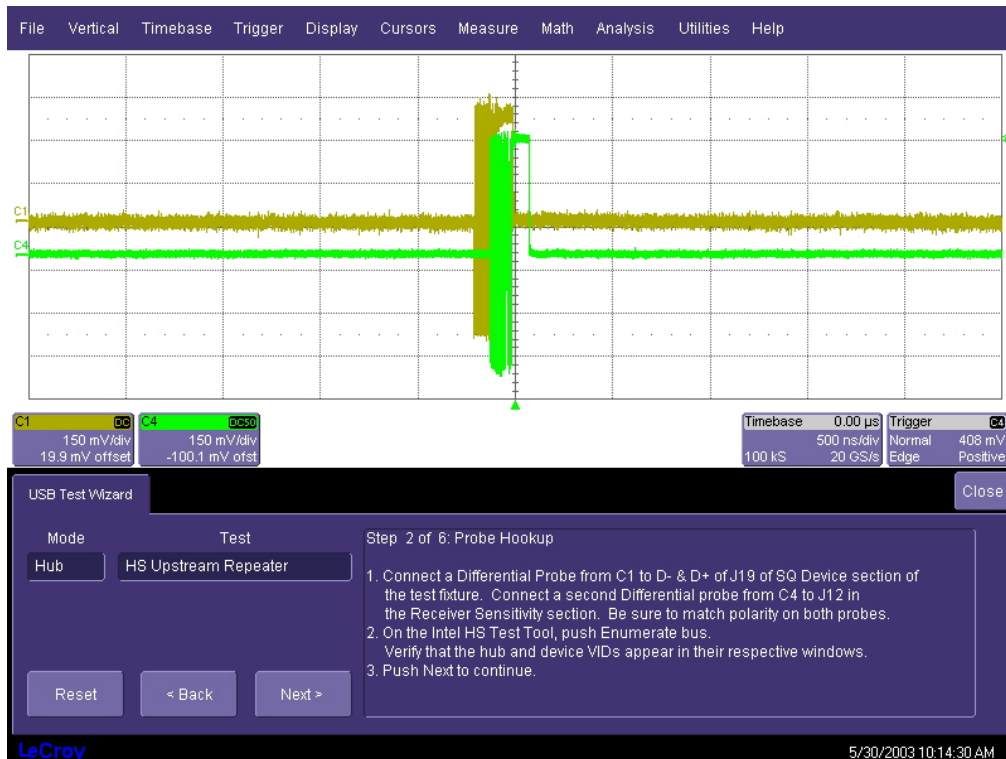 File Vertical Timebase Trigger Display Cursors Measure Math Analysis Utilities Help
C1
C4
C1 DC
150 mV/div
19.9 mV offset
C4 DC50
150 mV/div
-100.1 mV ofst
Timebase 0.00 µs
500 ns/div
100 kS 20 GS/s
Trigger C4
Normal 408 mV
Edge Positive
USB Test Wizard
Close
Mode Test
Hub HS Upstream Repeater
Step 2 of 6: Probe Hookup
1. Connect a Differential Probe from C1 to D- & D+ of J19 of SQ Device section of
the test fixture. Connect a second Differential probe from C4 to J12 in
the Receiver Sensitivity section. Be sure to match polarity on both probes.
2. On the Intel HS Test Tool, push Enumerate bus.
Verify that the hub and device VIDs appear in their respective windows.
3. Push Next to continue.
Reset < Back Next >
LeCroy
5/30/2003 10:14:30 AM